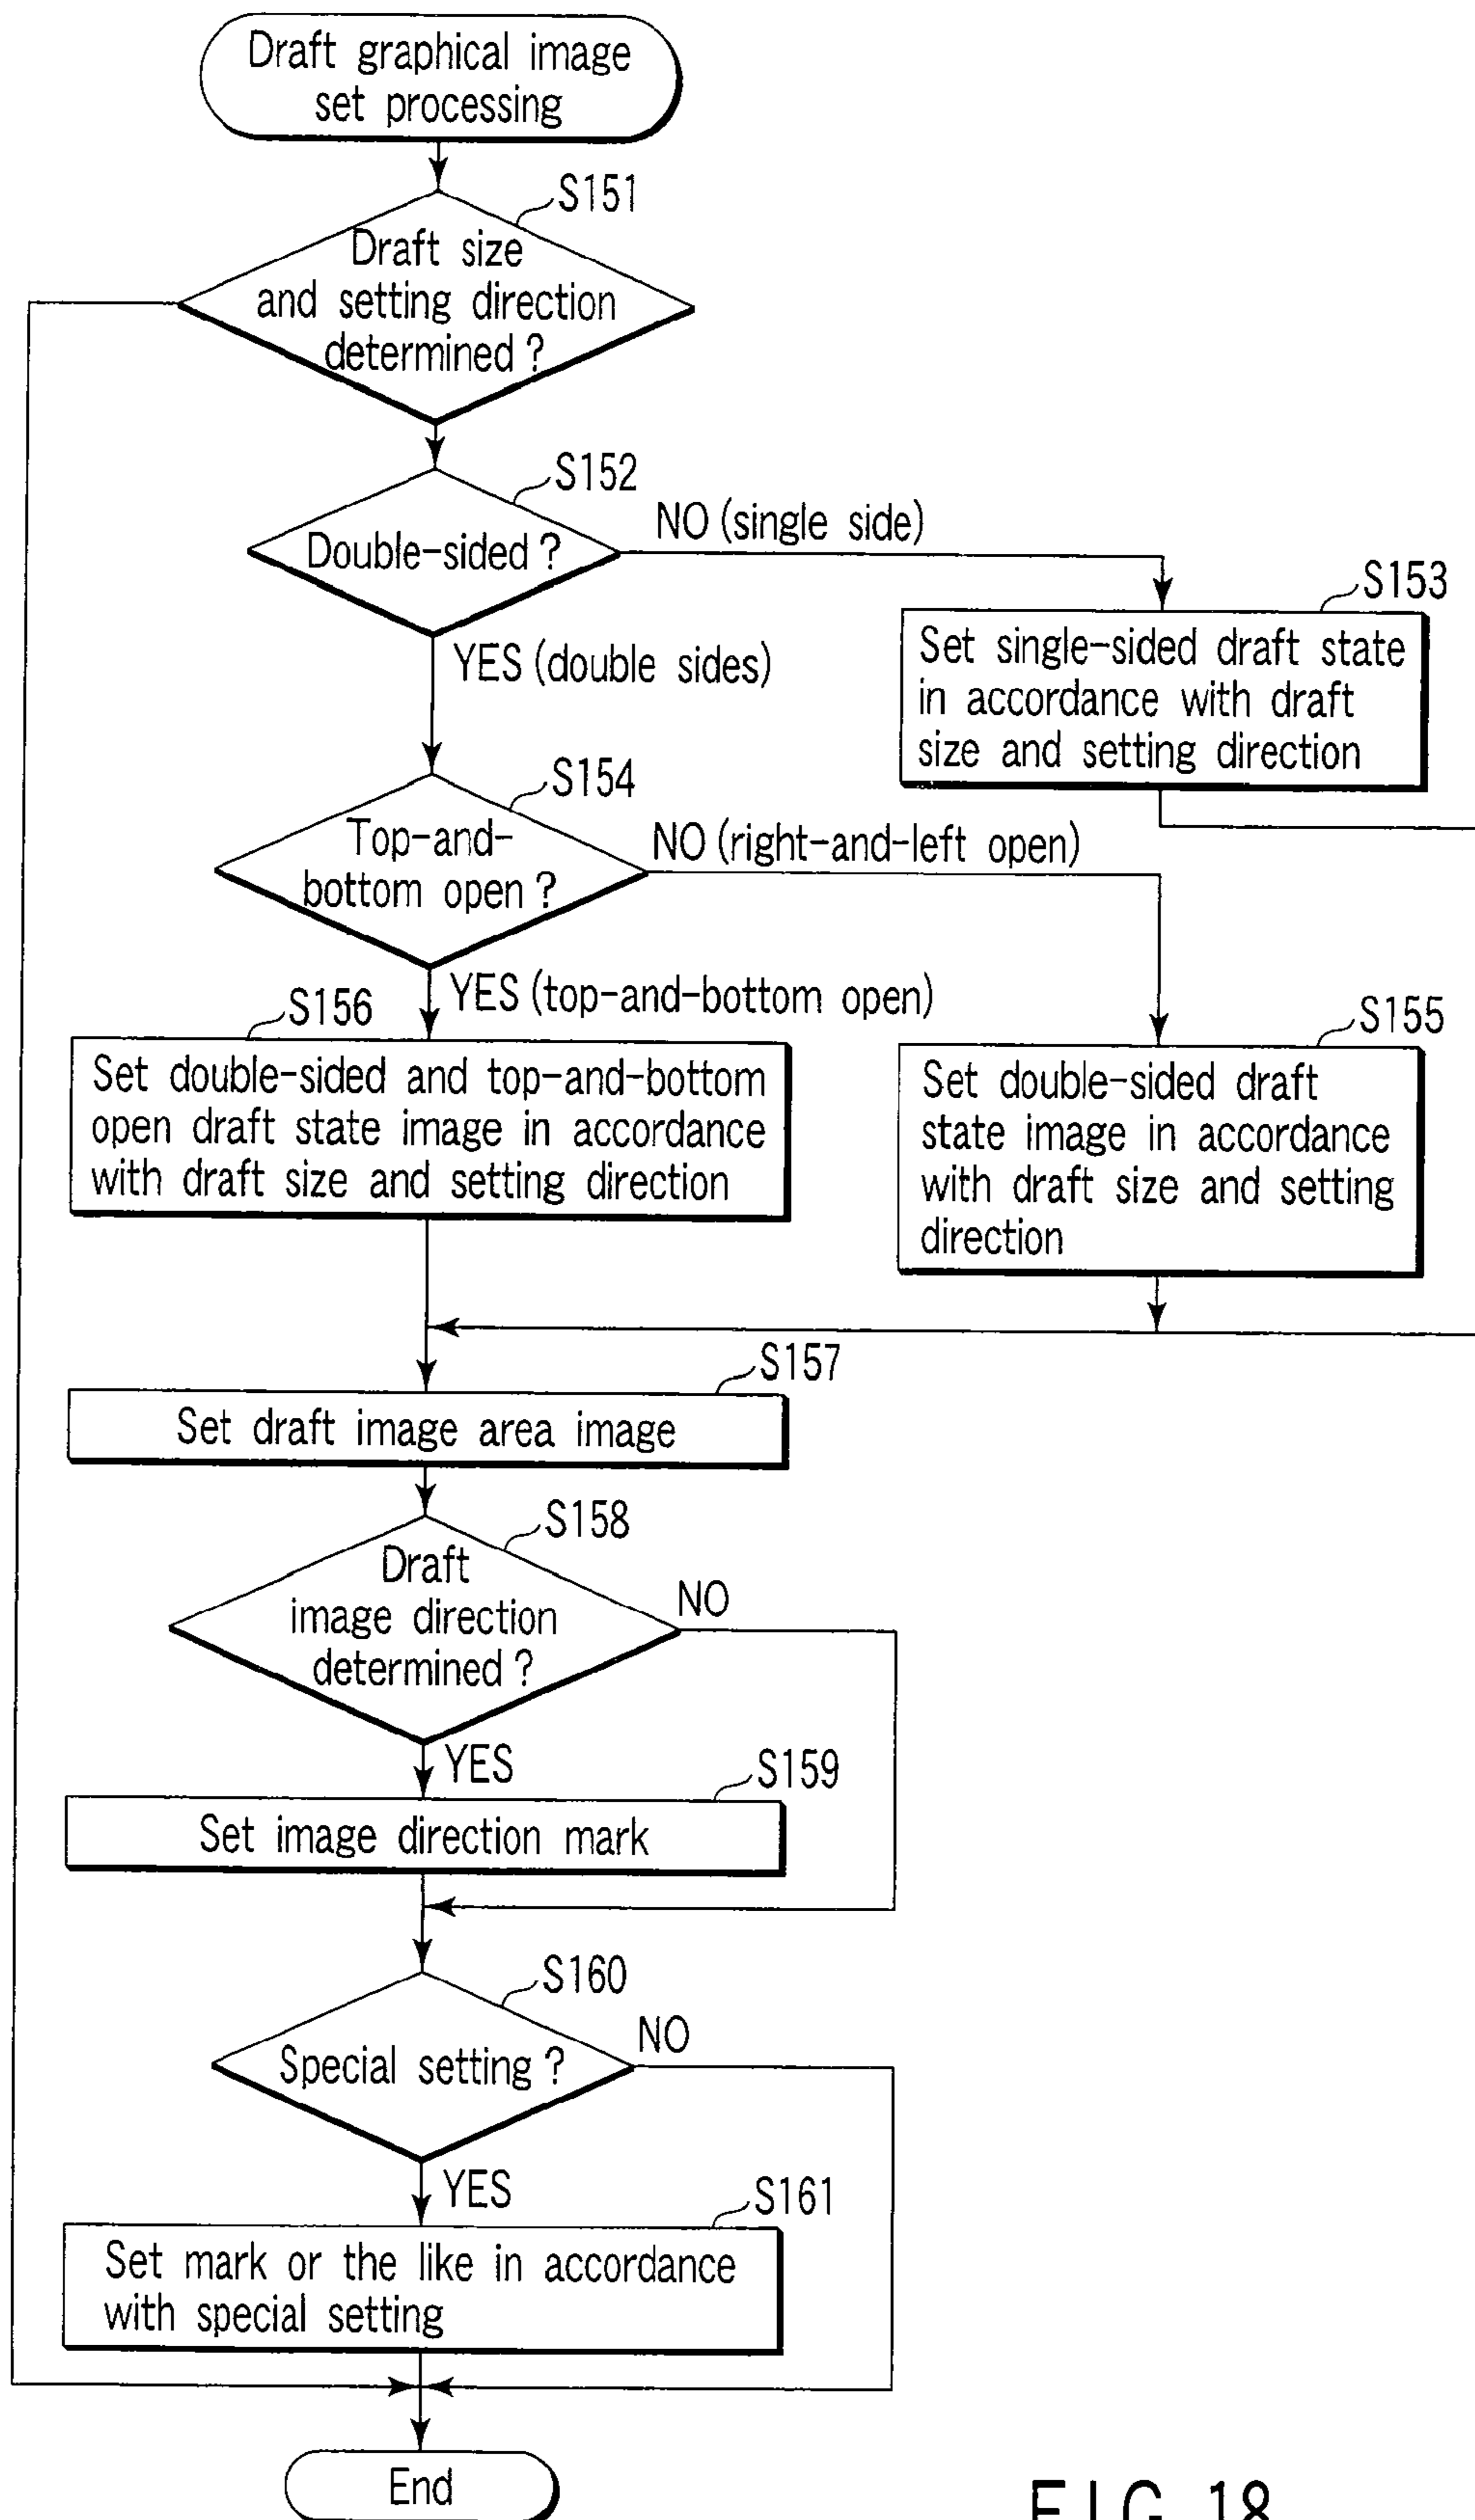 Draft graphical image
set processing
S151
Draft size
and setting direction
determined ?
S152
Double-sided ?
NO (single side)
S153
Set single-sided draft state
in accordance with draft
size and setting direction
YES (double sides)
S154
Top-and-
bottom open ?
NO (right-and-left open)
YES (top-and-bottom open)
S156
Set double-sided and top-and-bottom
open draft state image in accordance
with draft size and setting direction
S155
Set double-sided draft
state image in accordance
with draft size and setting
direction
S157
Set draft image area image
S158
Draft
image direction
determined ?
NO
YES
S159
Set image direction mark
S160
Special setting ?
NO
YES
S161
Set mark or the like in accordance
with special setting
End
FIG. 18